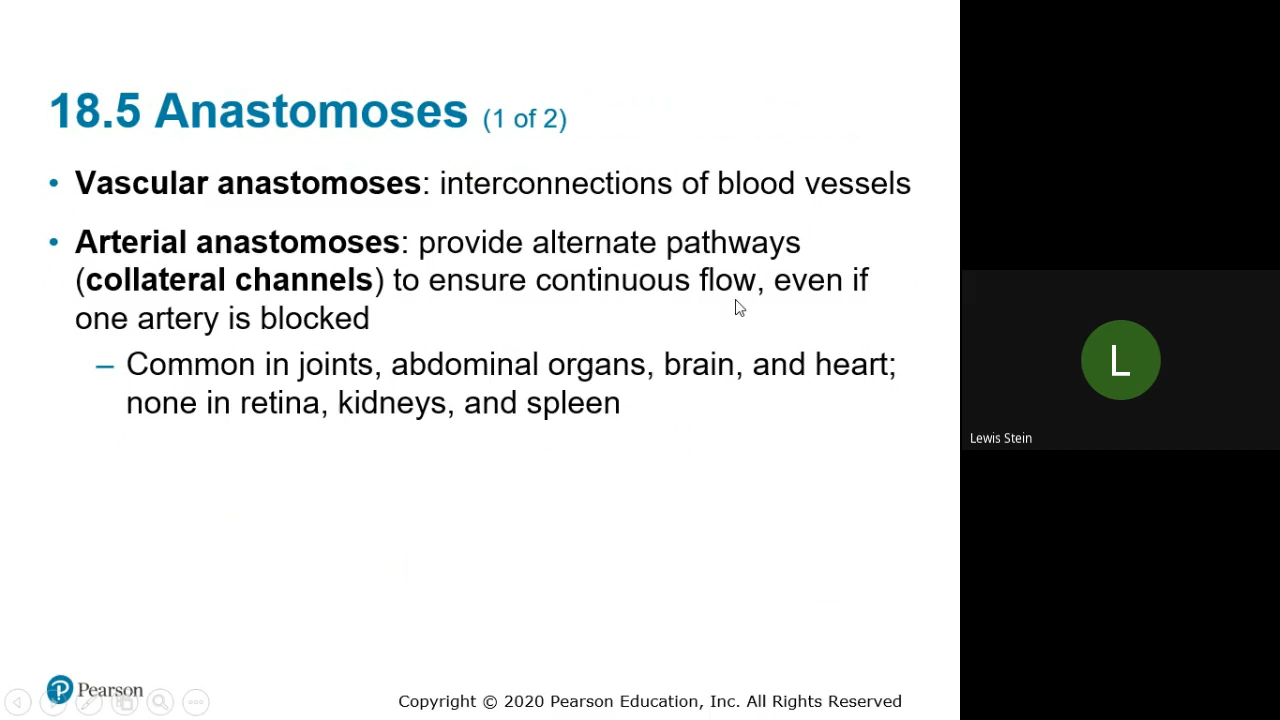 18.5 Anastomoses (1 of 2)
• Vascular anastomoses: interconnections of blood vessels
• Arterial anastomoses: provide alternate pathways
(collateral channels) to ensure continuous flow, even if
one artery is blocked
– Common in joints, abdominal organs, brain, and heart;
none in retina, kidneys, and spleen
L
Lewis Stein
Pearson
Copyright © 2020 Pearson Education, Inc. All Rights Reserved